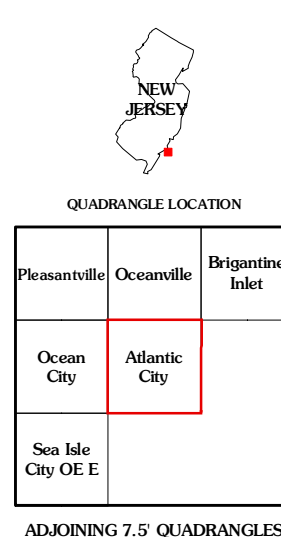 NEW
JERSEY
QUADRANGLE LOCATION
Pleasantville
Oceanville
Brigantine
Inlet
Ocean
City
Atlantic
City
Sea Isle
City OE E
ADJOINING 7.5' QUADRANGLES